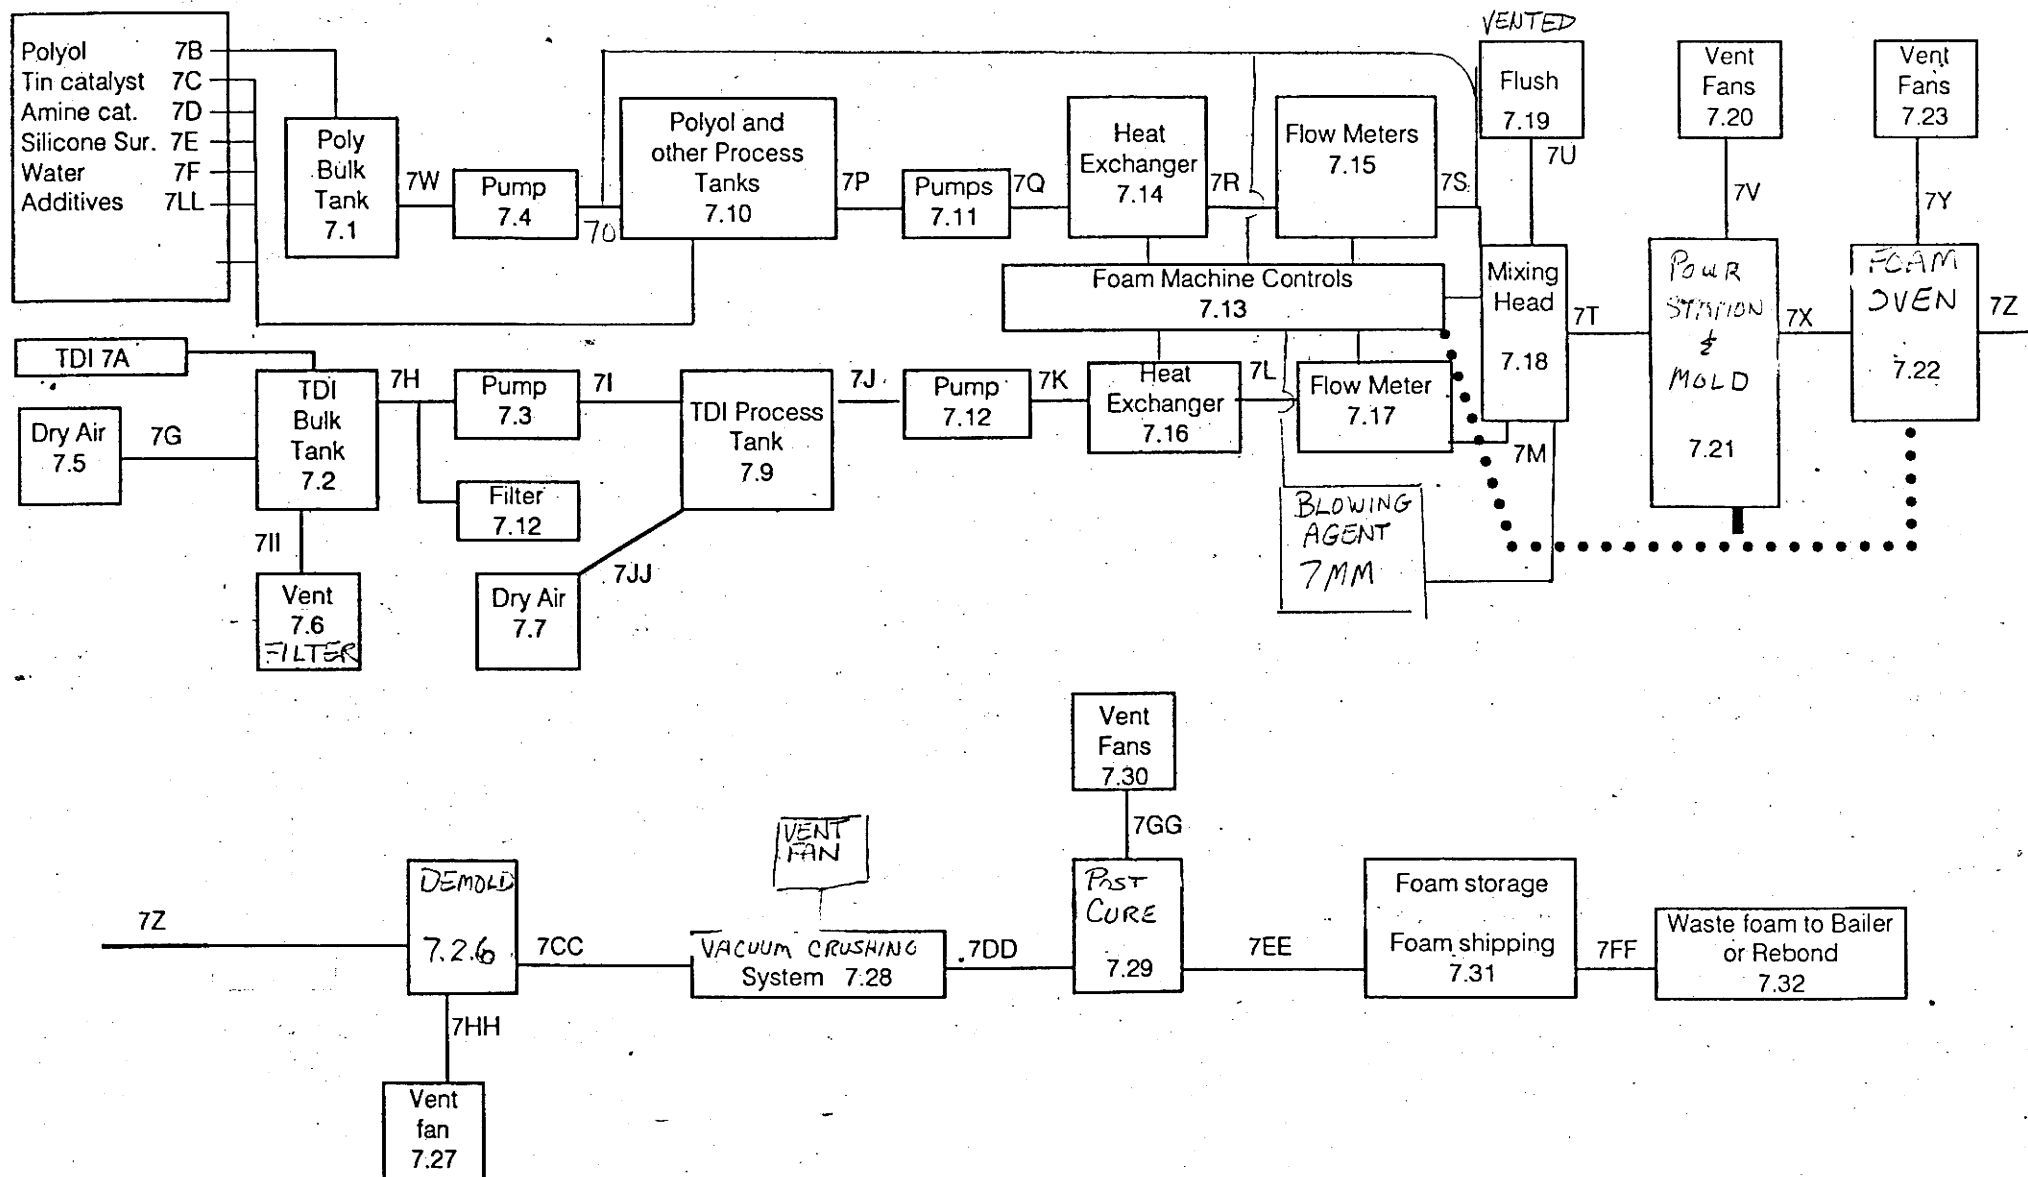 Polyol 7B
Tin catalyst 7C
Amine cat. 7D
Silicone Sur. 7E
Water 7F
Additives 7LL
Poly
Bulk
Tank
7.1
7W
Pump
7.4
7o
Polyol and
other Process
Tanks
7.10
7P
Pumps
7.11
7Q
Heat
Exchanger
7.14
7R
Flow Meters
7.15
7S
VENTED
Flush
7.19
7U
Vent
Fans
7.20
7V
Vent
Fans
7.23
7Y
Foam Machine Controls
7.13
Mixing
Head
7.18
7T
POUR
STATION
&
MOLD
7.21
7X
FOAM
OVEN
7.22
7Z
TDI 7A
Dry Air
7.5
7G
TDI
Bulk
Tank
7.2
7H
Pump
7.3
7I
Filter
7.12
TDI Process
Tank
7.9
7J
Pump
7.12
7K
Heat
Exchanger
7.16
7L
Flow Meter
7.17
7M
7II
Vent
7.6
FILTER
Dry Air
7.7
7JJ
BLOWING
AGENT
7MM
7Z
DEMOLD
7.2.6
7CC
7HH
Vent
fan
7.27
VENT
FAN
VACUUM CRUSHING
System 7.28
.7DD
Vent
Fans
7.30
7GG
POST
CURE
7.29
7EE
Foam storage
Foam shipping
7.31
7FF
Waste foam to Bailer
or Rebond
7.32